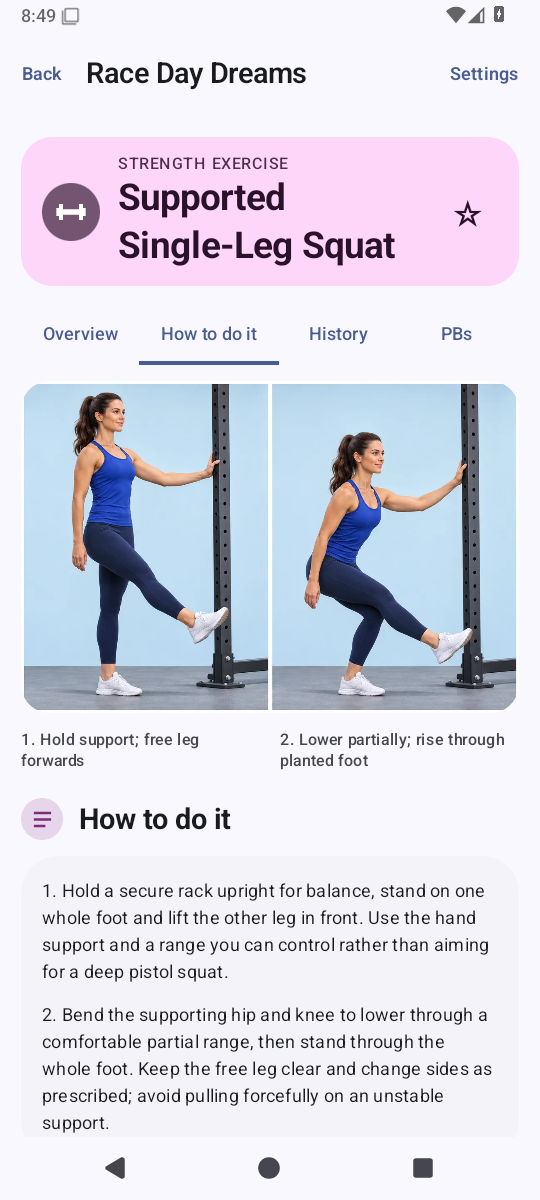 8:49
Back
Race Day Dreams
Settings
STRENGTH EXERCISE
Supported
Single-Leg Squat
Overview
How to do it
History
PBs
1. Hold support; free leg
forwards
2. Lower partially; rise through
planted foot
How to do it
1. Hold a secure rack upright for balance, stand on one
whole foot and lift the other leg in front. Use the hand
support and a range you can control rather than aiming
for a deep pistol squat.
2. Bend the supporting hip and knee to lower through a
comfortable partial range, then stand through the
whole foot. Keep the free leg clear and change sides as
prescribed; avoid pulling forcefully on an unstable
support.